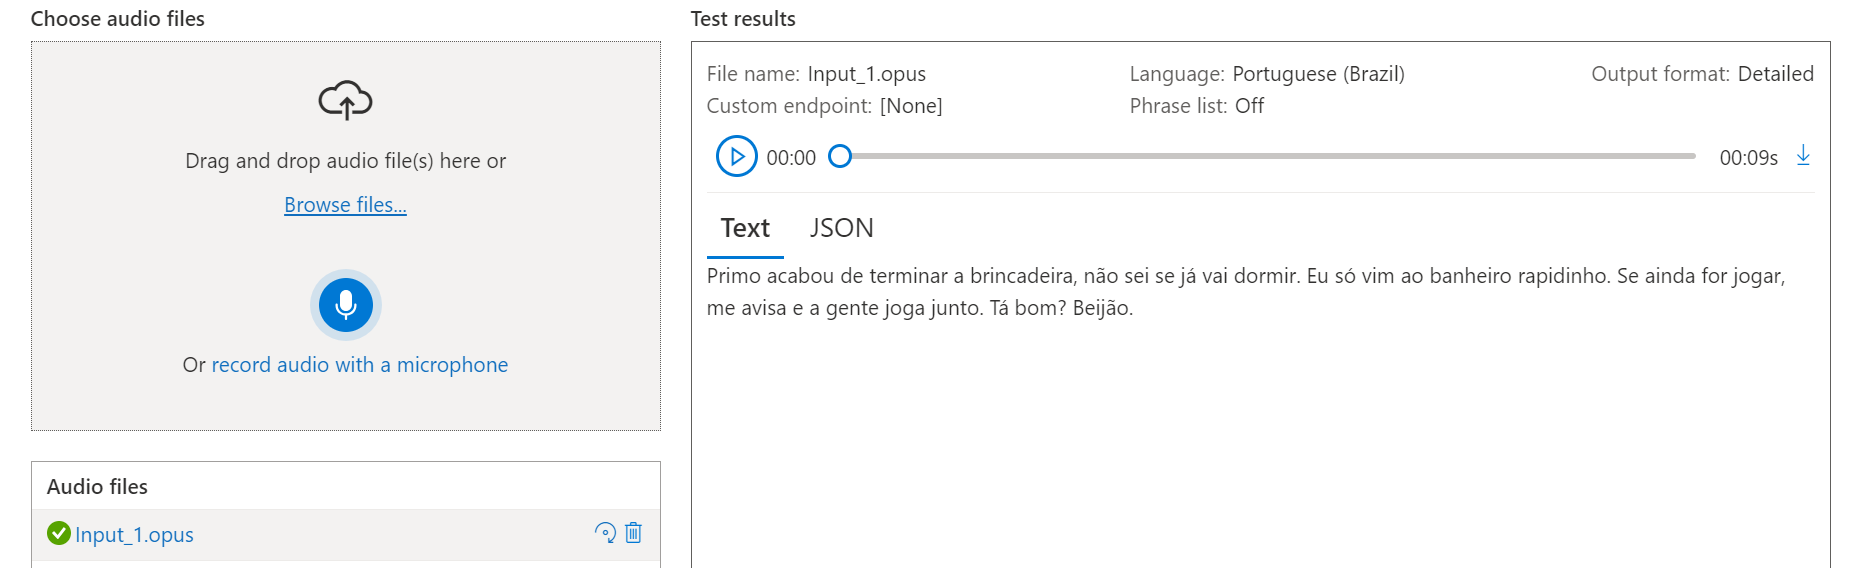 Choose audio files
Drag and drop audio file(s) here or
Browse files...
Or record audio with a microphone
Audio files
Input_1.opus
Test results
File name: Input_1.opus
Language: Portuguese (Brazil)
Output format: Detailed
Custom endpoint: [None]
Phrase list: Off
00:00
00:09s
Text
JSON
Primo acabou de terminar a brincadeira, não sei se já vai dormir. Eu só vim ao banheiro rapidinho. Se ainda for jogar,
me avisa e a gente joga junto. Tá bom? Beijão.